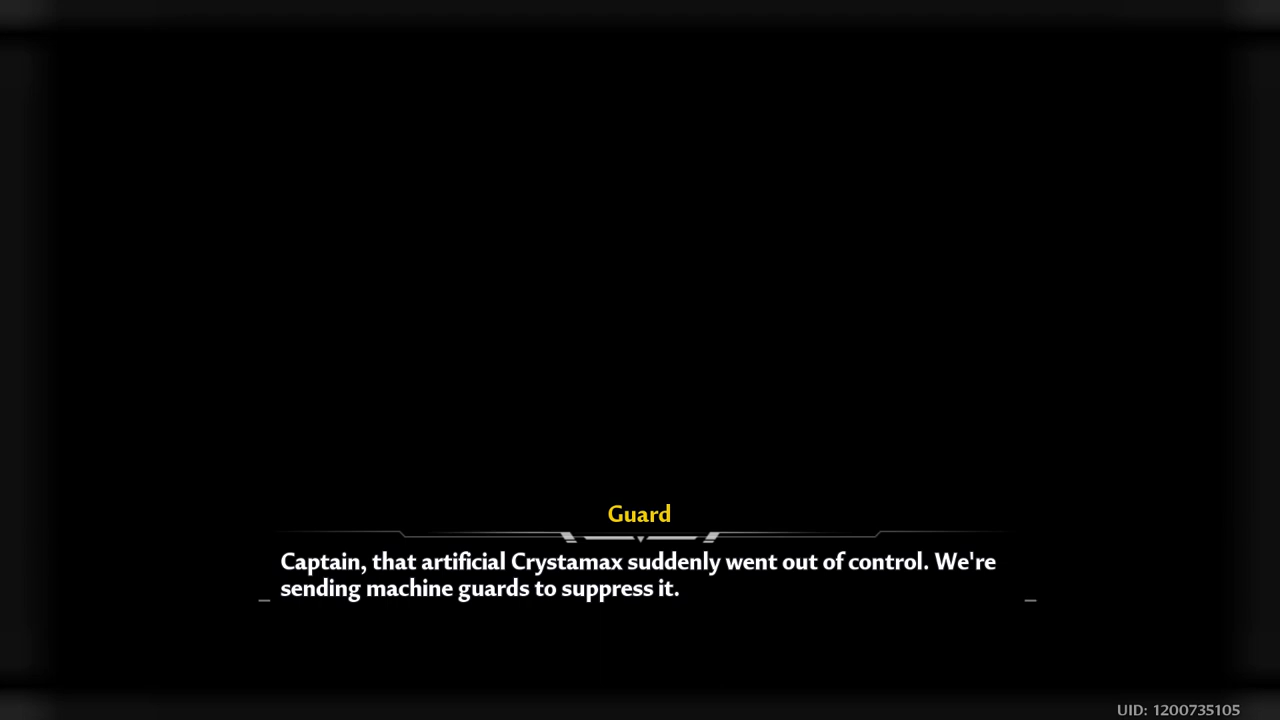 Guard
Captain, that artificial Crystamax suddenly went out of control. We're
sending machine guards to suppress it.
UID: 1200735105